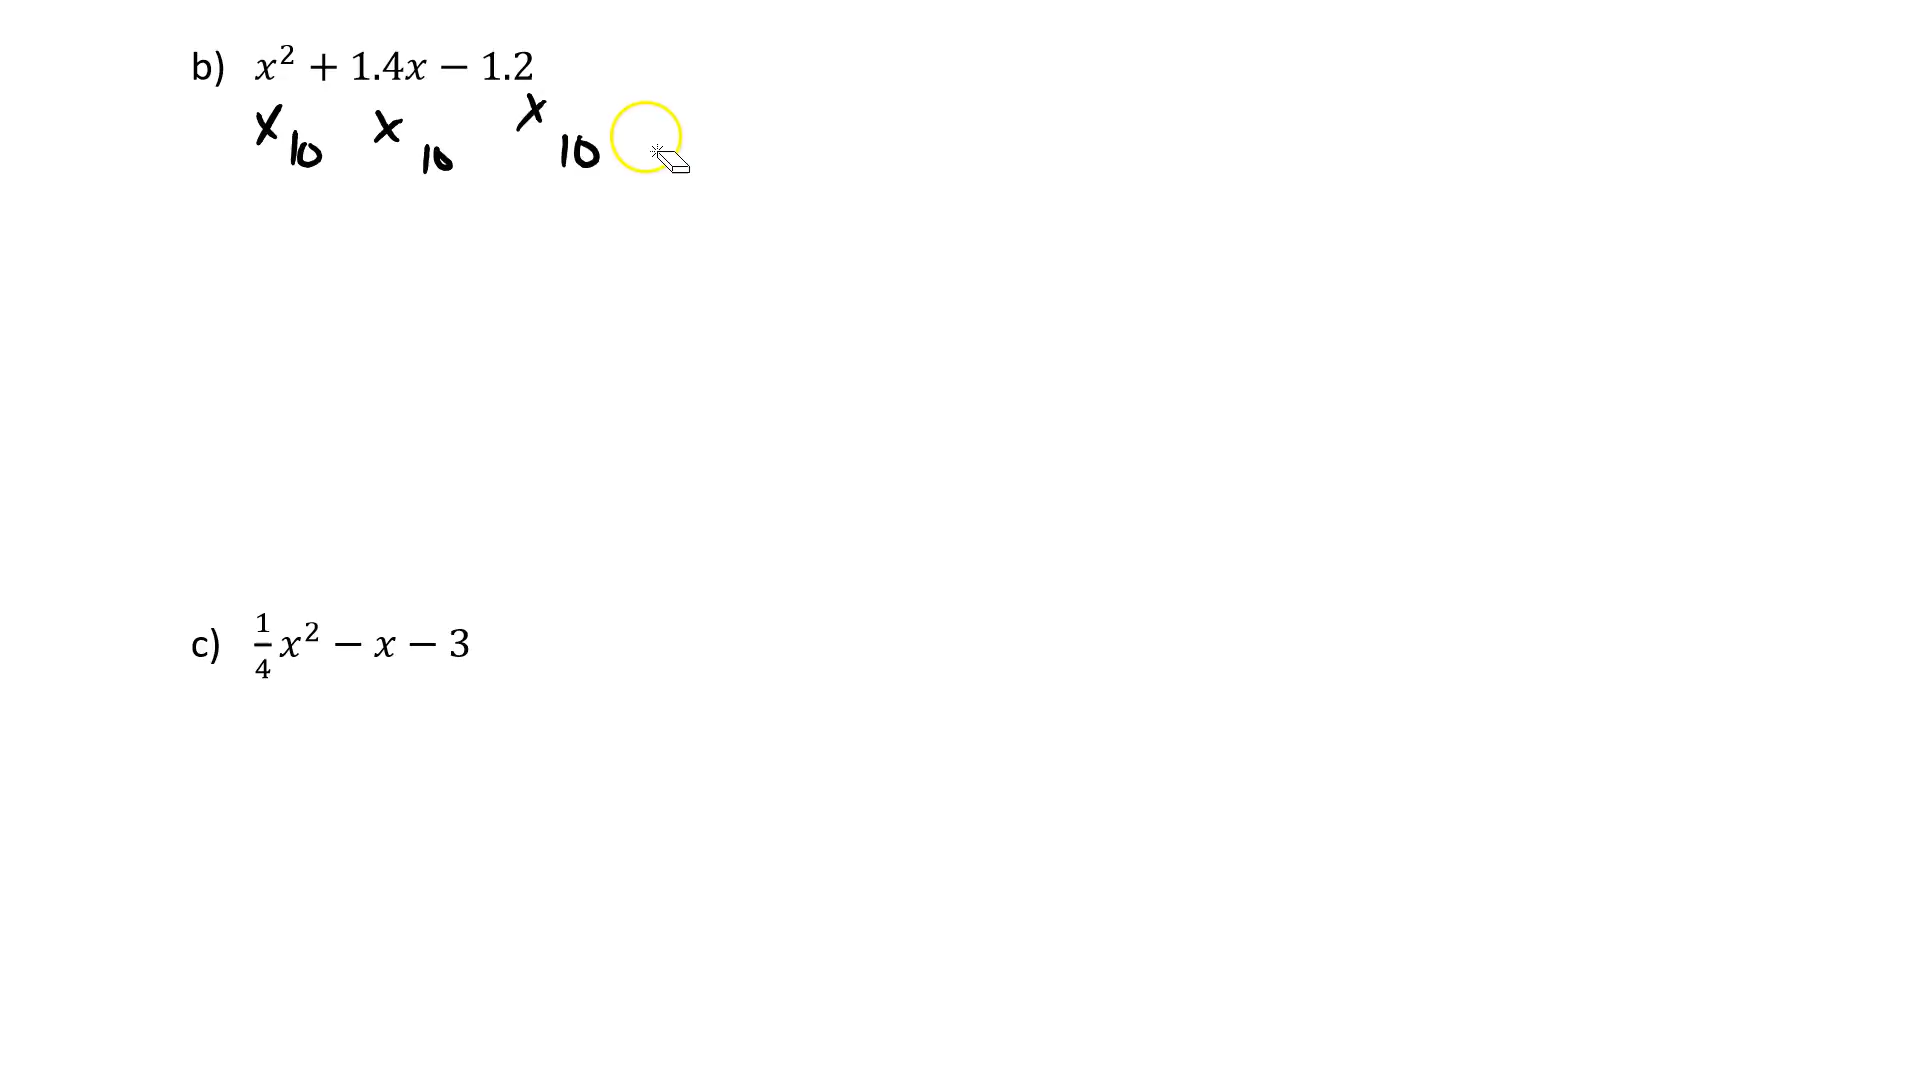 b) x² + 1.4x − 1.2
x 10 x 10 x 10
c) 1/4 x² − x − 3